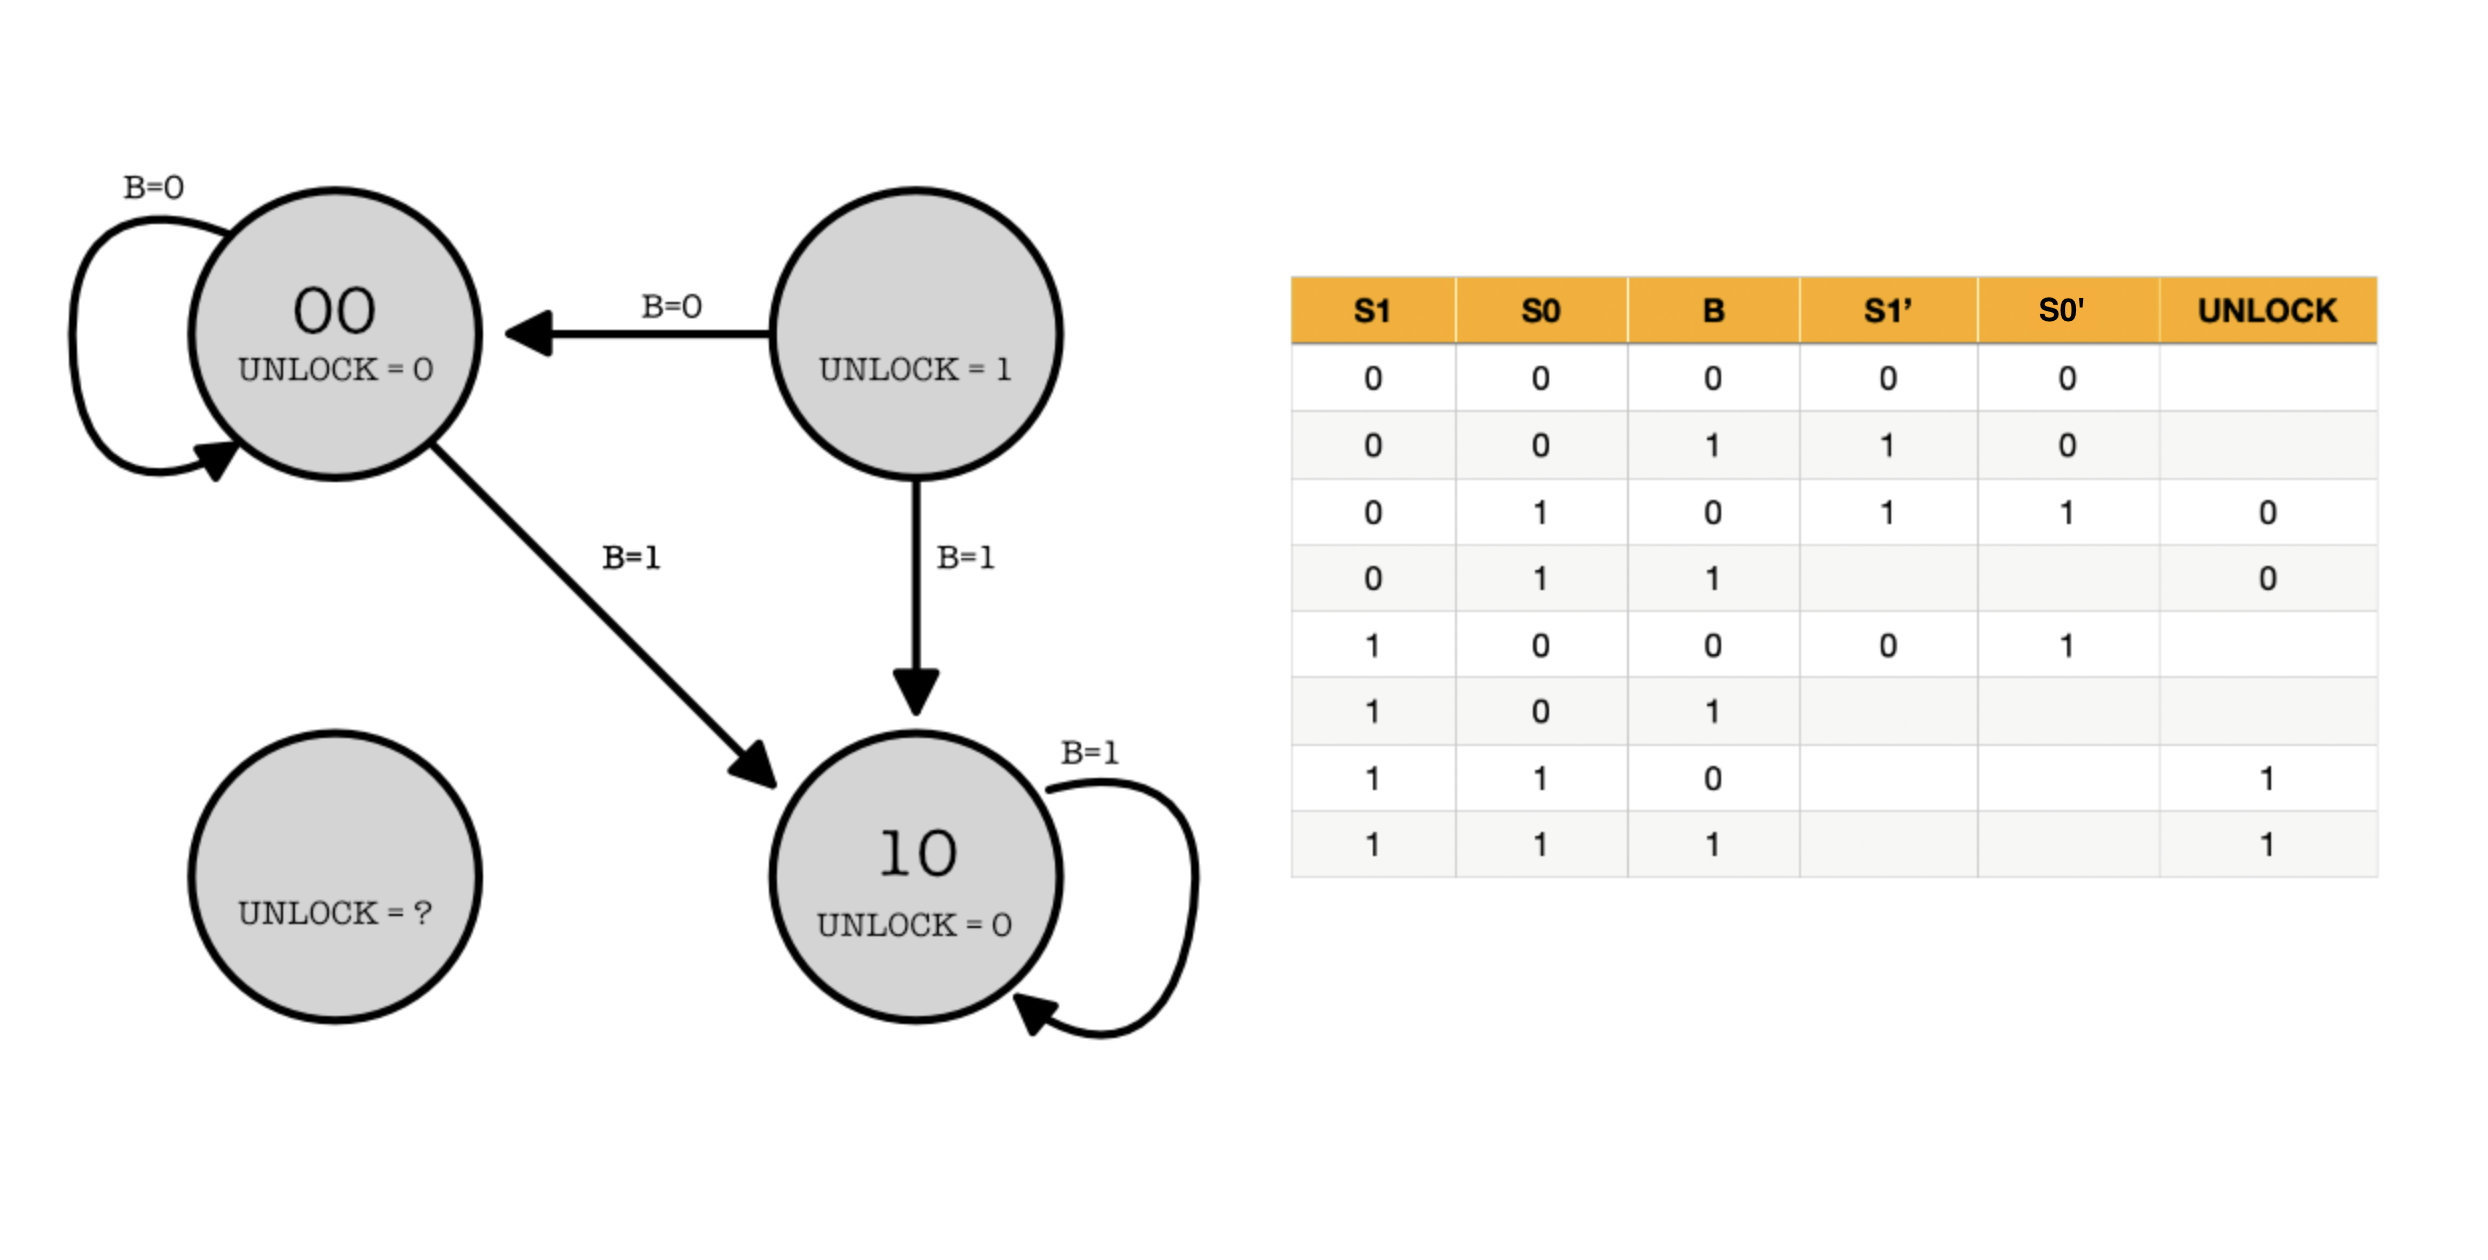 B=0
00
UNLOCK = 0
B=0
UNLOCK = 1
B=1
B=1
UNLOCK = ?
B=1
10
UNLOCK = 0
S1 S0 B S1’ S0' UNLOCK
0 0 0 0 0
0 0 1 1 0
0 1 0 1 1 0
0 1 1 0
1 0 0 0 1
1 0 1
1 1 0 1
1 1 1 1